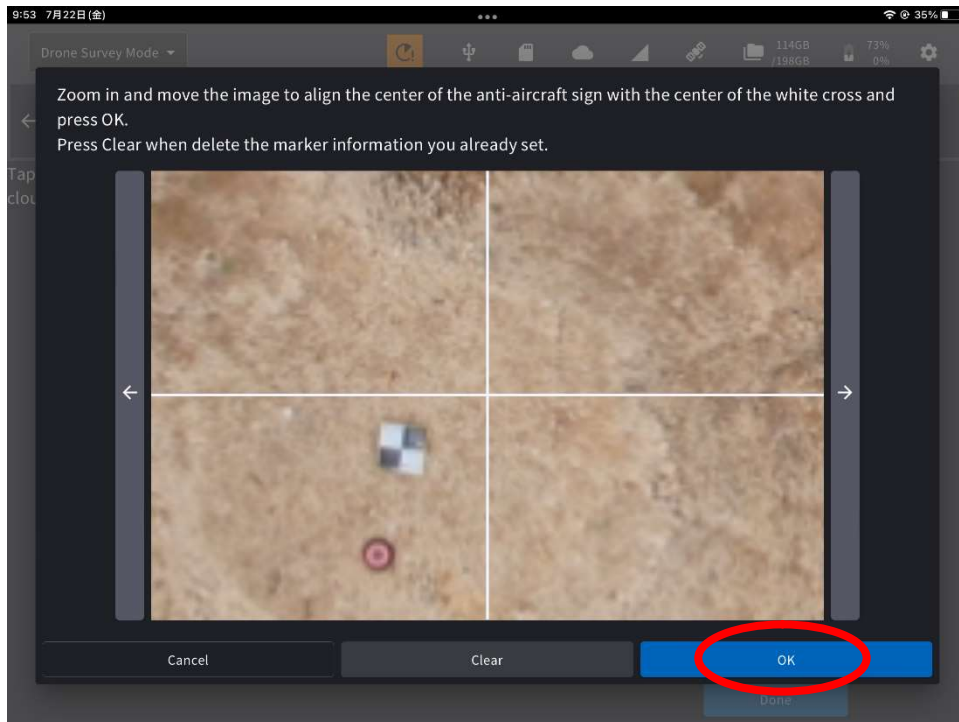 9:53 7月22日(金)
35%
Drone Survey Mode
114GB
/198GB
73%
0%
Zoom in and move the image to align the center of the anti-aircraft sign with the center of the white cross and
press OK.
Press Clear when delete the marker information you already set.
Tap
clou
Cancel
Clear
OK
Done